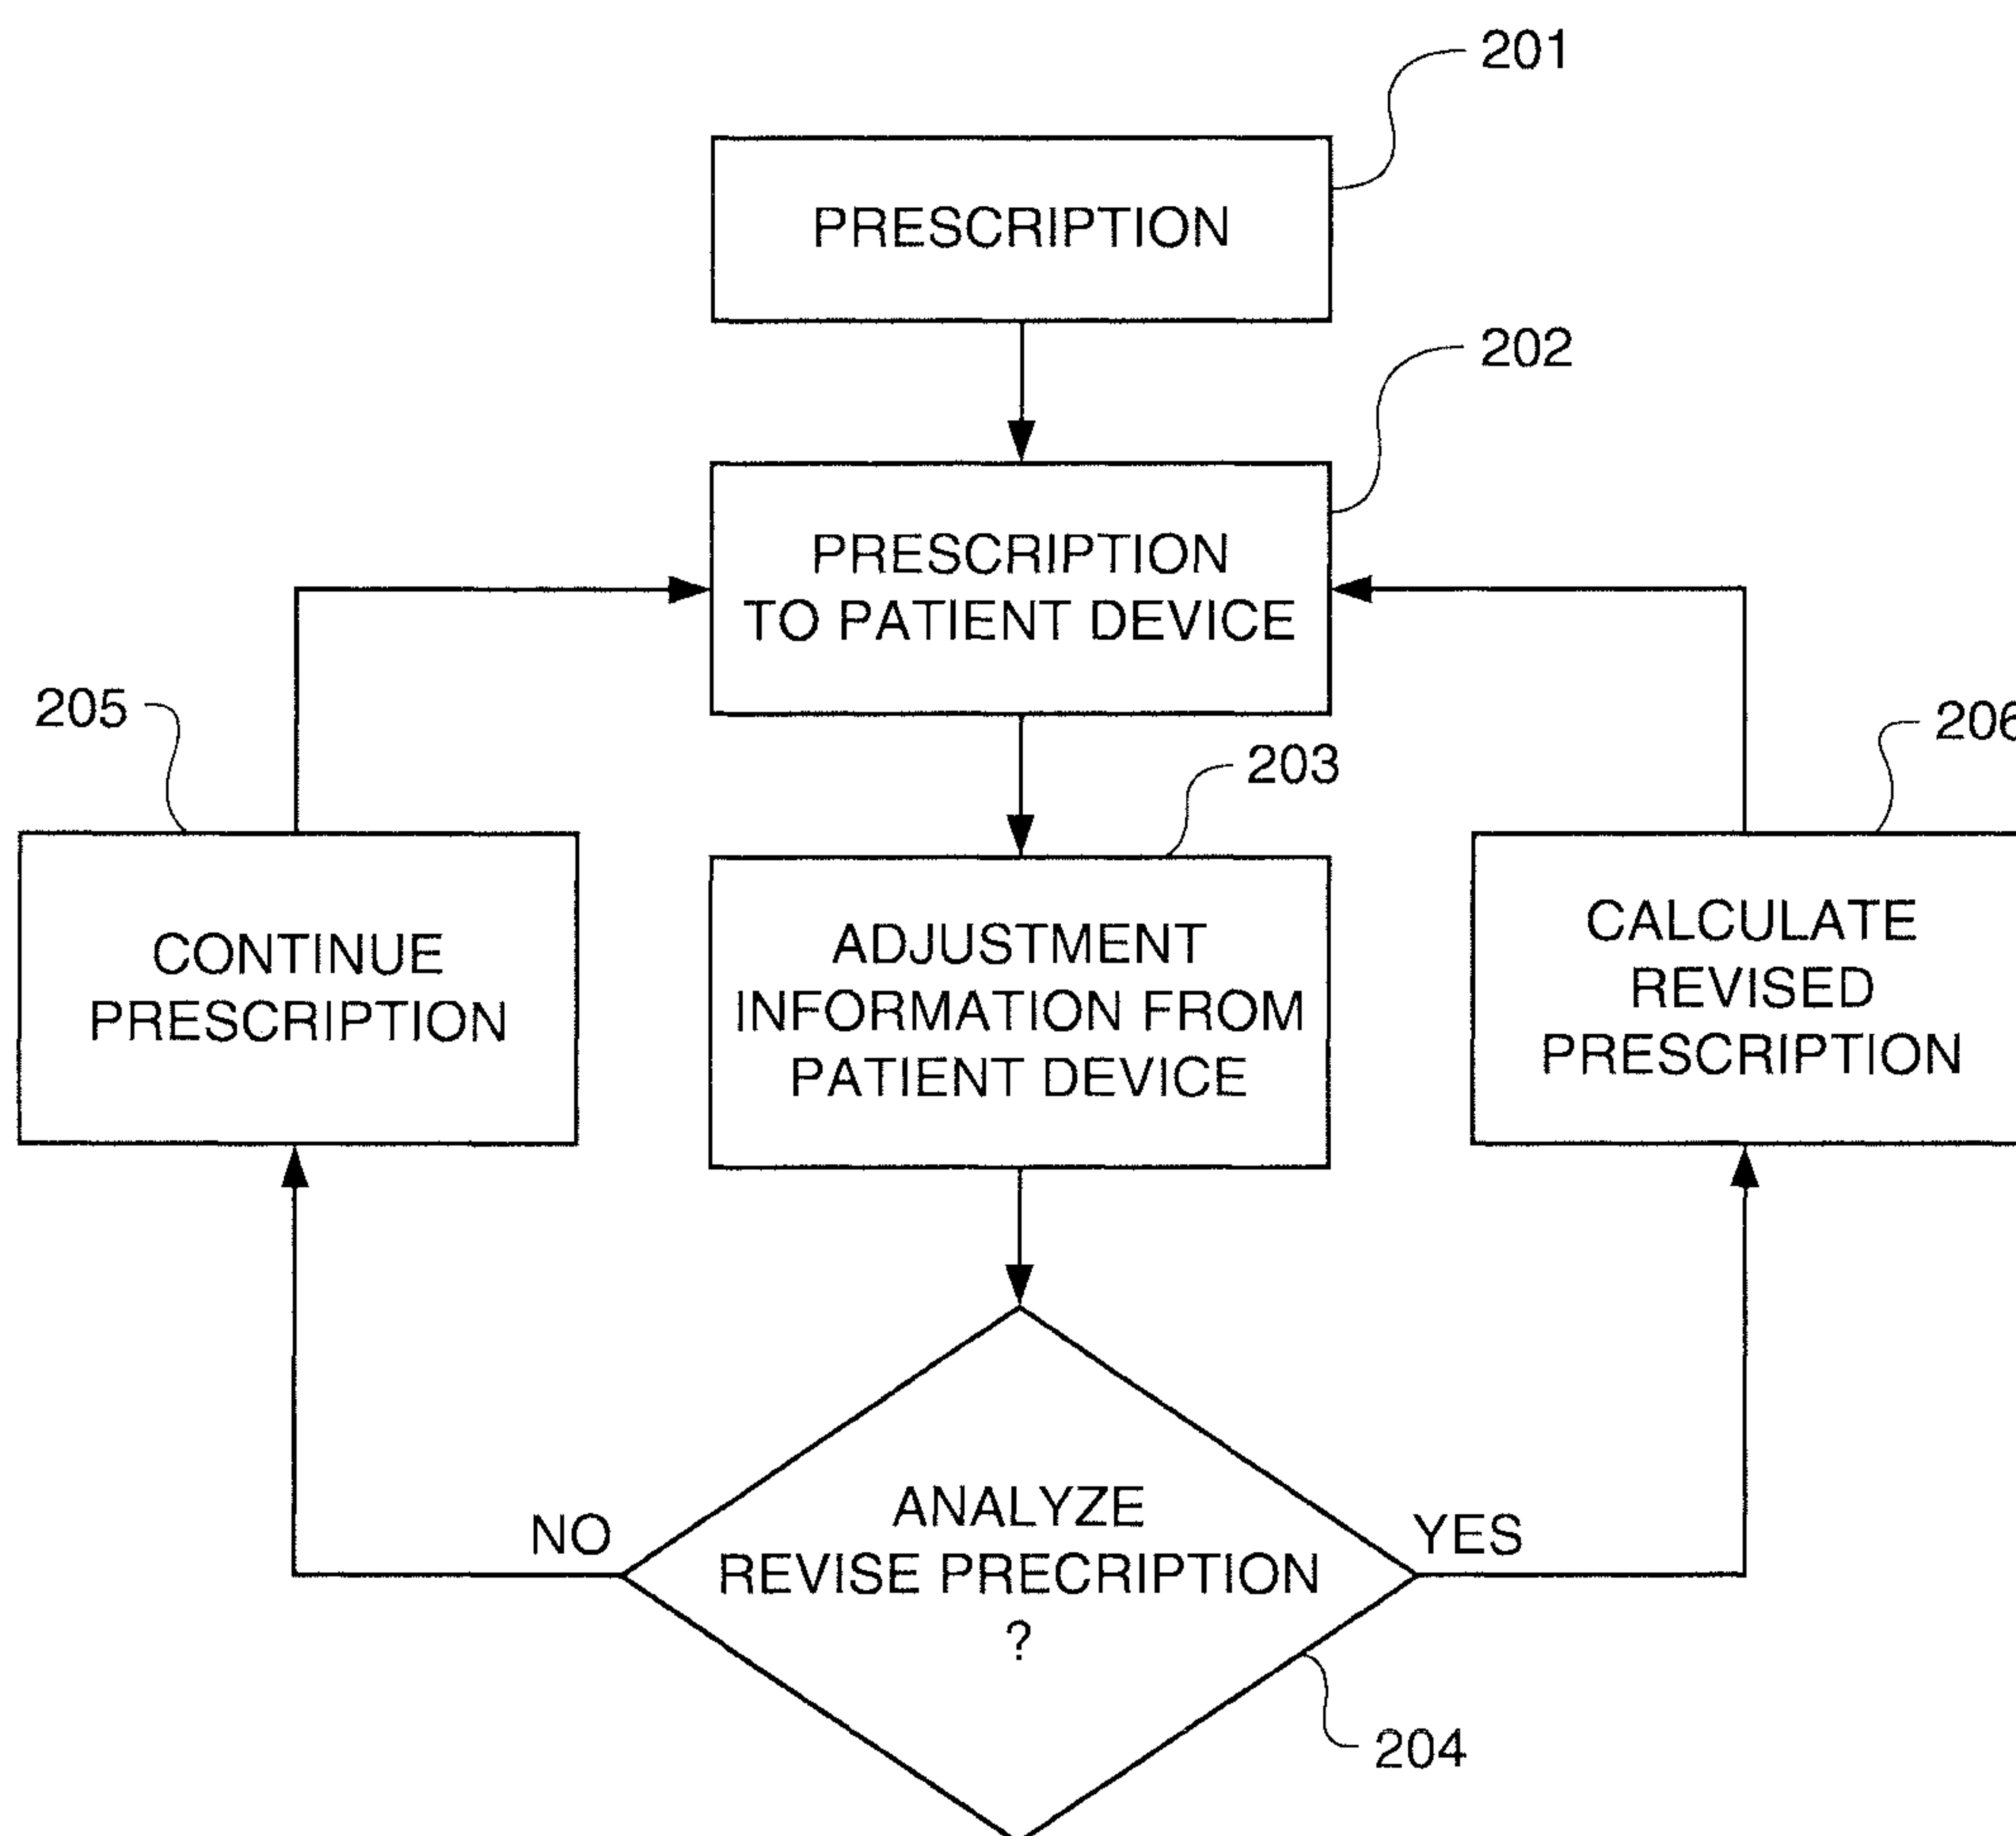 201
PRESCRIPTION
202
PRESCRIPTION
TO PATIENT DEVICE
205
206
203
CONTINUE
PRESCRIPTION
ADJUSTMENT
INFORMATION FROM
PATIENT DEVICE
CALCULATE
REVISED
PRESCRIPTION
NO
YES
ANALYZE
REVISE PRECRIPTION
?
204